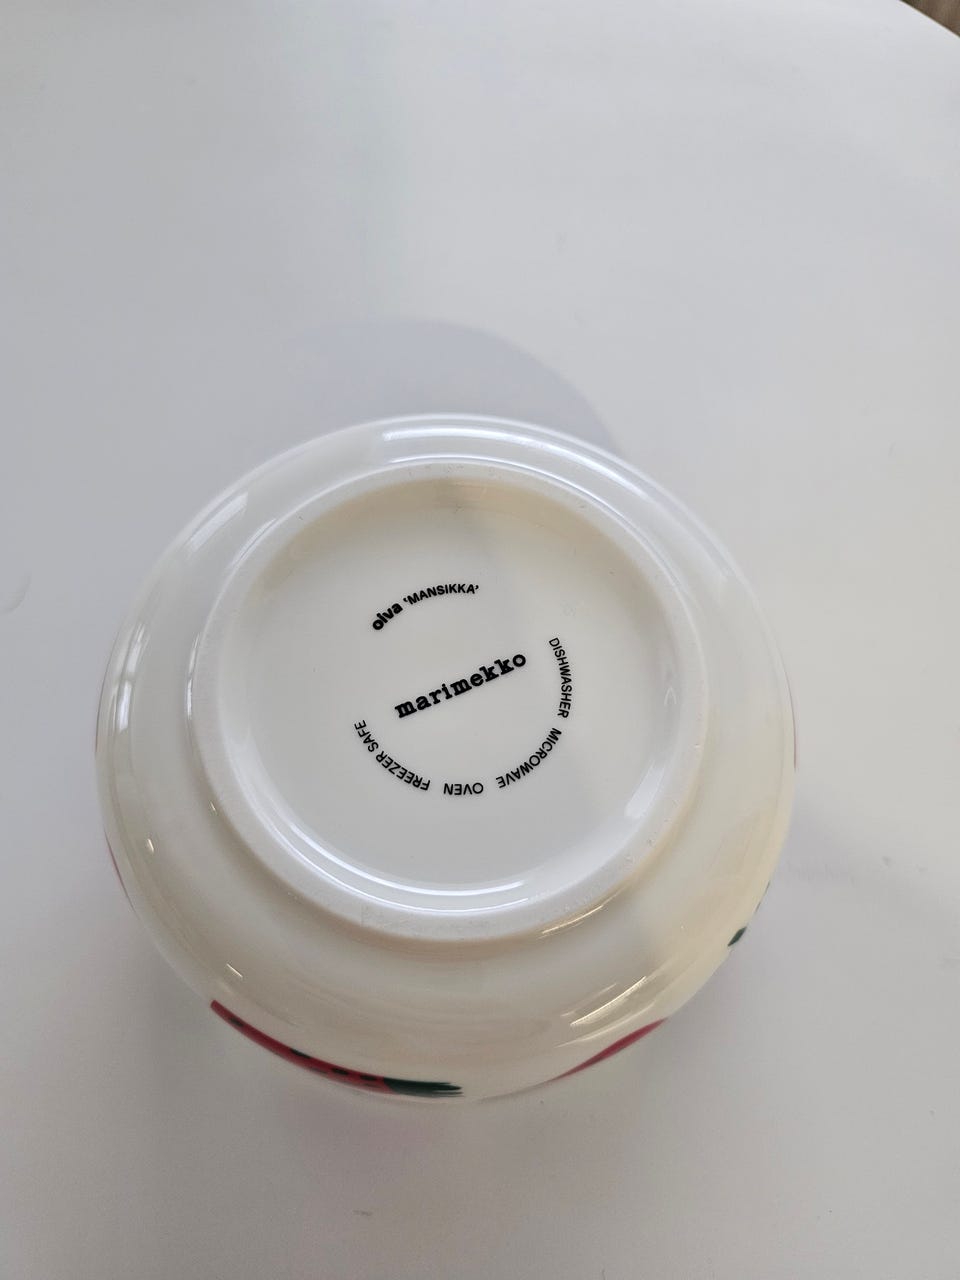 oiva 'MANSIKKA'
marimekko
DISHWASHER MICROWAVE OVEN FREEZER SAFE